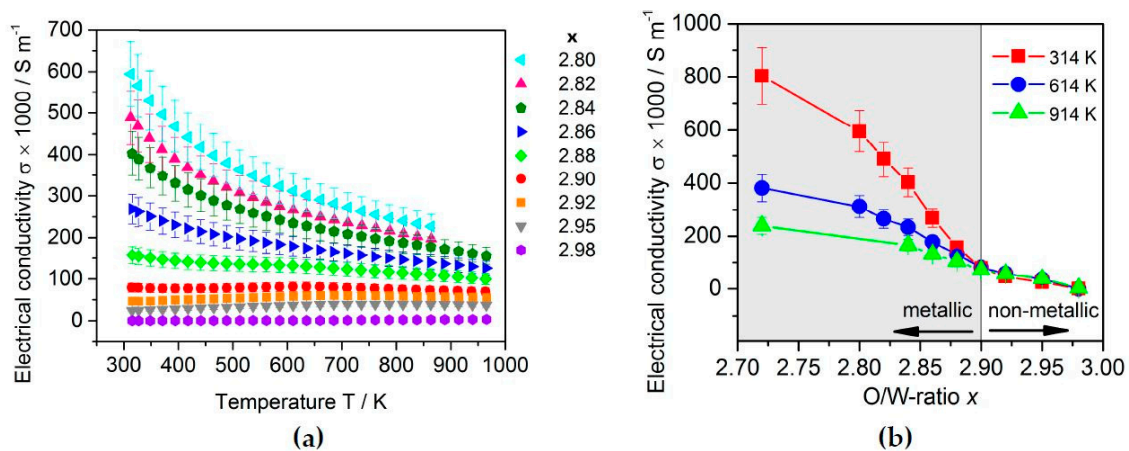 Electrical conductivity σ × 1000 / S m⁻¹
700
600
500
400
300
200
100
0
300 400 500 600 700 800 900 1000
Temperature T / K
x
2.80
2.82
2.84
2.86
2.88
2.90
2.92
2.95
2.98
(a)
Electrical conductivity σ × 1000 / S m⁻¹
1000
800
600
400
200
0
314 K
614 K
914 K
metallic
non-metallic
2.70 2.75 2.80 2.85 2.90 2.95 3.00
O/W-ratio x
(b)